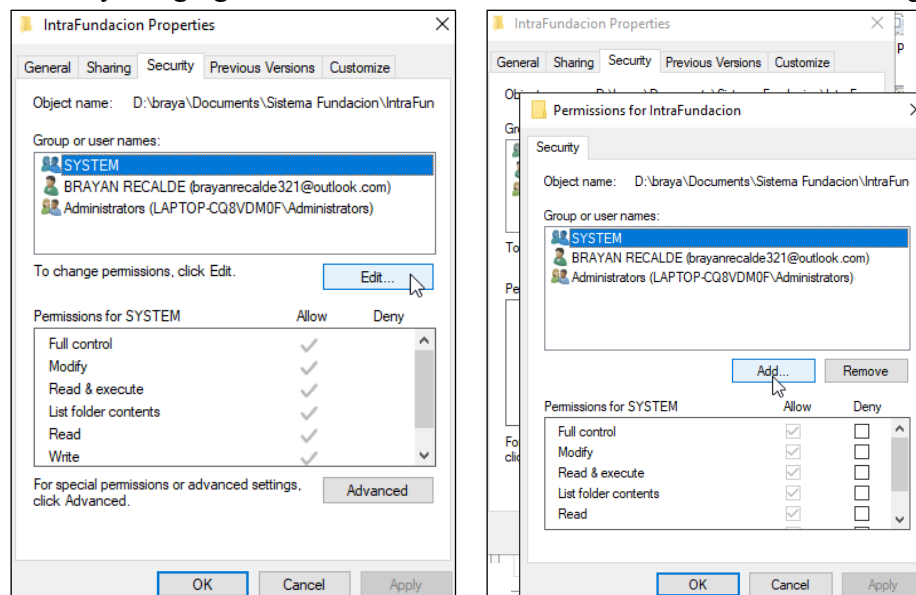 IntraFundacion Properties
General Sharing Security Previous Versions Customize
Object name: D:\braya\Documents\Sistema Fundacion\IntraFun
Group or user names:
SYSTEM
BRAYAN RECALDE (brayanrecalde321@outlook.com)
Administrators (LAPTOP-CQ8VDM0F\Administrators)
To change permissions, click Edit.
Edit...
Permissions for SYSTEM Allow Deny
Full control
Modify
Read & execute
List folder contents
Read
Write
For special permissions or advanced settings,
click Advanced.
Advanced
OK Cancel Apply
IntraFundacion Properties
General Sharing Security Previous Versions Customize
Permissions for IntraFundacion
Security
Object name: D:\braya\Documents\Sistema Fundacion\IntraFun
Group or user names:
SYSTEM
BRAYAN RECALDE (brayanrecalde321@outlook.com)
Administrators (LAPTOP-CQ8VDM0F\Administrators)
Add... Remove
Permissions for SYSTEM Allow Deny
Full control
Modify
Read & execute
List folder contents
Read
OK Cancel Apply